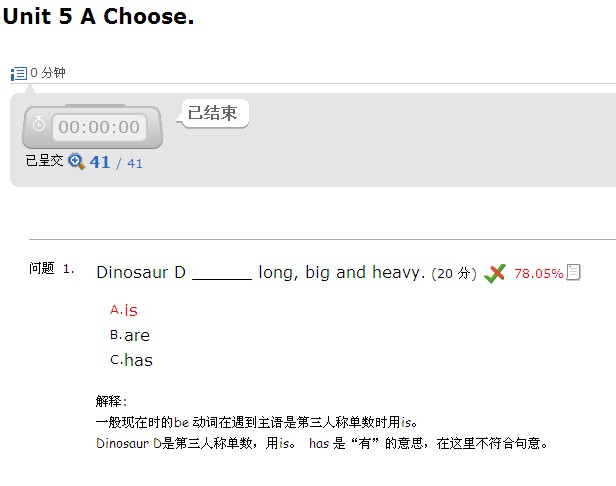 Unit 5 A Choose.
0 分钟
00:00:00
已结束
已呈交 41 / 41
问题 1. Dinosaur D ______ long, big and heavy. (20 分) 78.05%
A.is
B.are
C.has
解释:
一般现在时的be 动词在遇到主语是第三人称单数时用is。
Dinosaur D是第三人称单数，用is。 has 是“有”的意思，在这里不符合句意。